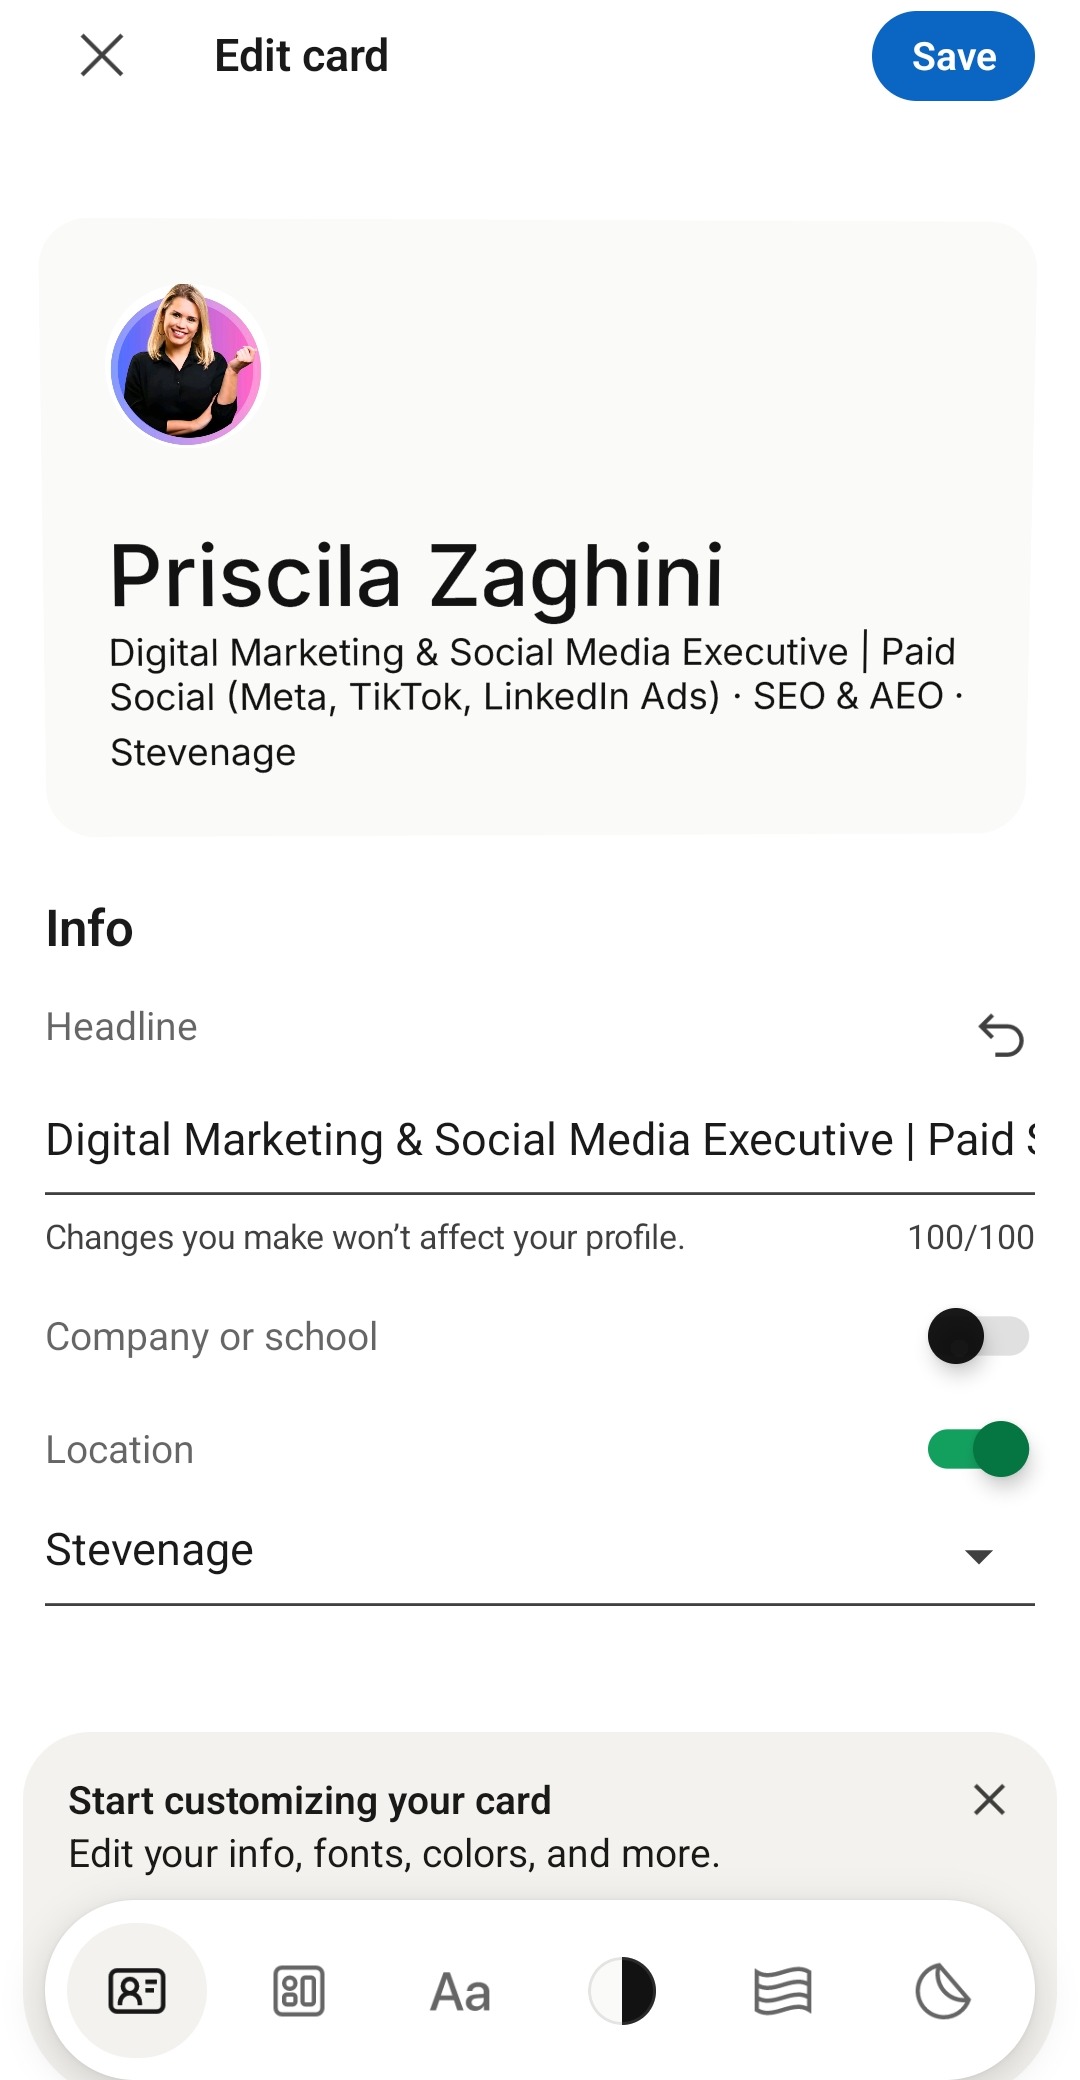 Edit card
Save
Priscila Zaghini
Digital Marketing & Social Media Executive | Paid
Social (Meta, TikTok, LinkedIn Ads) · SEO & AEO ·
Stevenage
Info
Headline
Digital Marketing & Social Media Executive | Paid
Changes you make won’t affect your profile.
100/100
Company or school
Location
Stevenage
Start customizing your card
Edit your info, fonts, colors, and more.
Aa